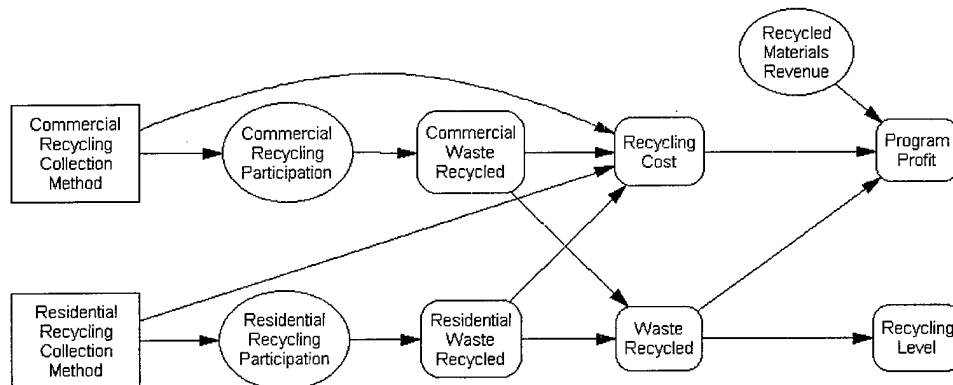 Recycled
Materials
Revenue
Commercial
Recycling
Collection
Method
Commercial
Recycling
Participation
Commercial
Waste
Recycled
Recycling
Cost
Program
Profit
Residential
Recycling
Collection
Method
Residential
Recycling
Participation
Residential
Waste
Recycled
Waste
Recycled
Recycling
Level